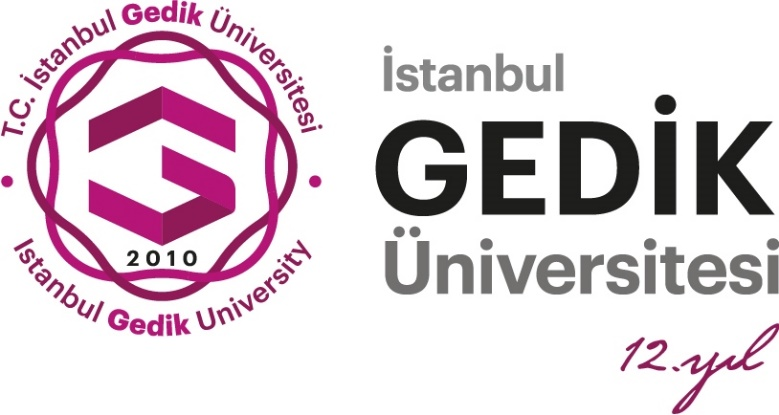 T.C. İstanbul Gedik Üniversitesi
2010
Istanbul Gedik University
İstanbul
GEDİK
Üniversitesi
12.yıl